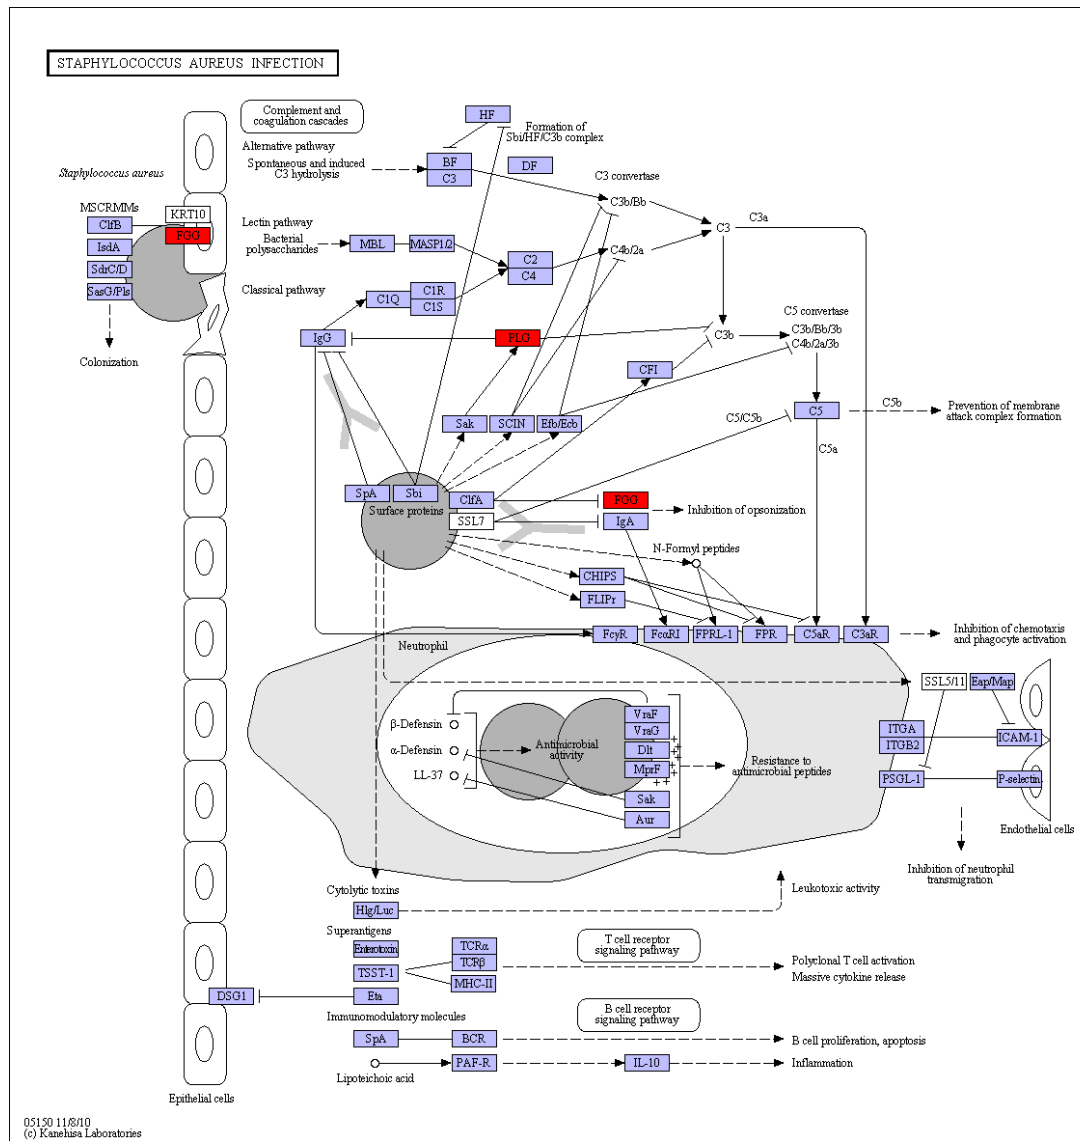 STAPHYLOCOCCUS AUREUS INFECTION
Complement and
coagulation cascades
HF
Formation of
Sbi/HF/C3b complex
Alternative pathway
Spontaneous and induced
C3 hydrolysis
BF
C3
DF
C3 convertase
C3b/Bb
Staphylococcus aureus
MSCRMMs
ClfB
IsdA
SdrC/D
SasG/Pls
Colonization
KRT10
FGG
Lectin pathway
Bacterial
polysaccharides
MBL
MASP1/2
C2
C4
C4b/2a
C3
C3a
Classical pathway
C1Q
C1R
C1S
IgG
PLG
C3b
C5 convertase
C3b/Bb/3b
C4b/2a/3b
CFI
Sak
SCIN
Efb/Ecb
C5/C5b
C5
C5b
Prevention of membrane
attack complex formation
C5a
SpA
Sbi
Surface proteins
ClfA
SSL7
FGG
IgA
Inhibition of opsonization
N-Formyl peptides
CHIPS
FLIPr
FcγR
FcαRI
FPRL-1
FPR
C5aR
C3aR
Inhibition of chemotaxis
and phagocyte activation
Neutrophil
SSL5/11
Eap/Map
β-Defensin
α-Defensin
LL-37
Antimicrobial
activity
VraF
VraG
Dlt
MprF
Sak
Aur
+
+
+
+
+
+
+ +
Resistance to
antimicrobial peptides
ITGA
ITGB2
ICAM-1
PSGL-1
P-selectin
Endothelial cells
Inhibition of neutrophil
transmigration
Cytolytic toxins
Hlg/Luc
Leukotoxic activity
Superantigens
Enterotoxin
TSST-1
Eta
TCRα
TCRβ
MHC-II
T cell receptor
signaling pathway
Polyclonal T cell activation
Massive cytokine release
DSG1
Immunomodulatory molecules
SpA
BCR
B cell receptor
signaling pathway
B cell proliferation, apoptosis
Lipoteichoic acid
PAF-R
IL-10
Inflammation
Epithelial cells
05150 11/8/10
(c) Kanehisa Laboratories